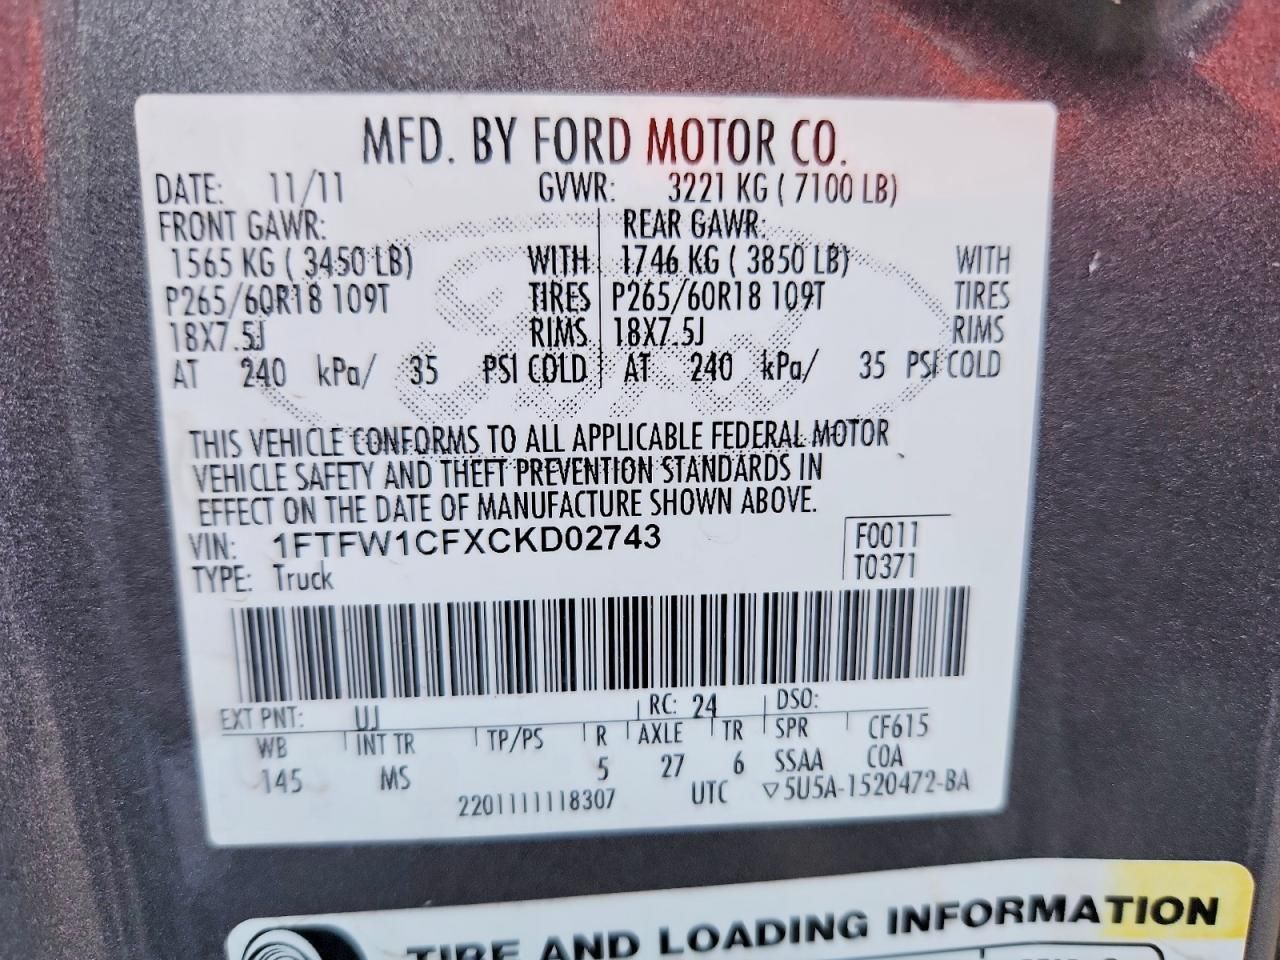 MFD. BY FORD MOTOR CO.
DATE: 11/11 GVWR: 3221 KG ( 7100 LB)
FRONT GAWR: REAR GAWR:
1565 KG ( 3450 LB) WITH 1746 KG ( 3850 LB) WITH
P265/60R18 109T TIRES P265/60R18 109T TIRES
18X7.5J RIMS 18X7.5J RIMS
AT 240 kPa/ 35 PSI COLD AT 240 kPa/ 35 PSI COLD
THIS VEHICLE CONFORMS TO ALL APPLICABLE FEDERAL MOTOR
VEHICLE SAFETY AND THEFT PREVENTION STANDARDS IN
EFFECT ON THE DATE OF MANUFACTURE SHOWN ABOVE.
VIN: 1FTFW1CFXCKD02743 F0011
TYPE: Truck T0371
EXT PNT: UJ RC: 24 DSO:
WB INT TR TP/PS R AXLE TR SPR CF615
145 MS 5 27 6 SSAA COA
2201111118307 UTC ▽5U5A-1520472-BA
TIRE AND LOADING INFORMATION